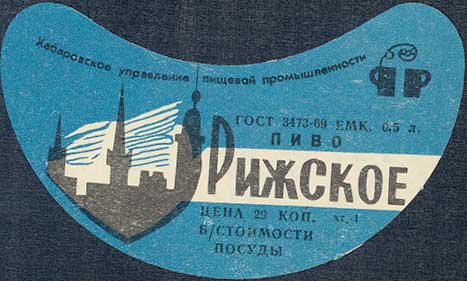 Хабаровское управление пищевой промышленности
ГОСТ 3473-69 ЕМК. 0,5 л.
ПИВО
РИЖСКОЕ
ЦЕНА 29 КОП.
Б/СТОИМОСТИ
ПОСУДЫ